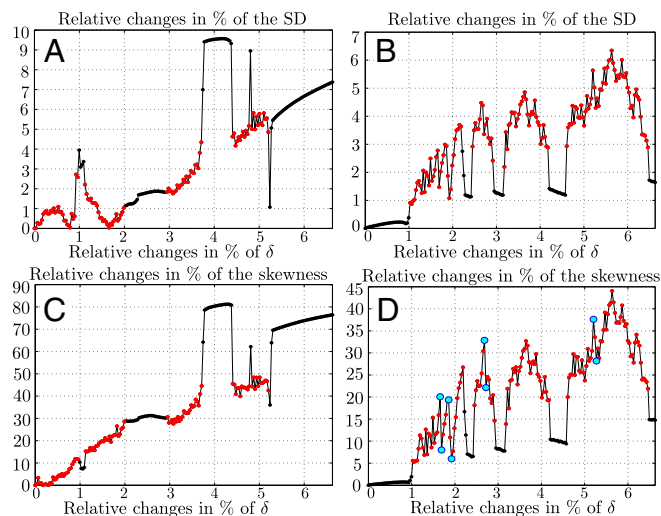 Relative changes in % of the SD
10
9
8
7
6
5
4
3
2
1
0
A
0 1 2 3 4 5 6
Relative changes in % of δ
Relative changes in % of the SD
7
6
5
4
3
2
1
0
B
0 1 2 3 4 5 6
Relative changes in % of δ
Relative changes in % of the skewness
90
80
70
60
50
40
30
20
10
0
C
0 1 2 3 4 5 6
Relative changes in % of δ
Relative changes in % of the skewness
45
40
35
30
25
20
15
10
5
0
D
0 1 2 3 4 5 6
Relative changes in % of δ